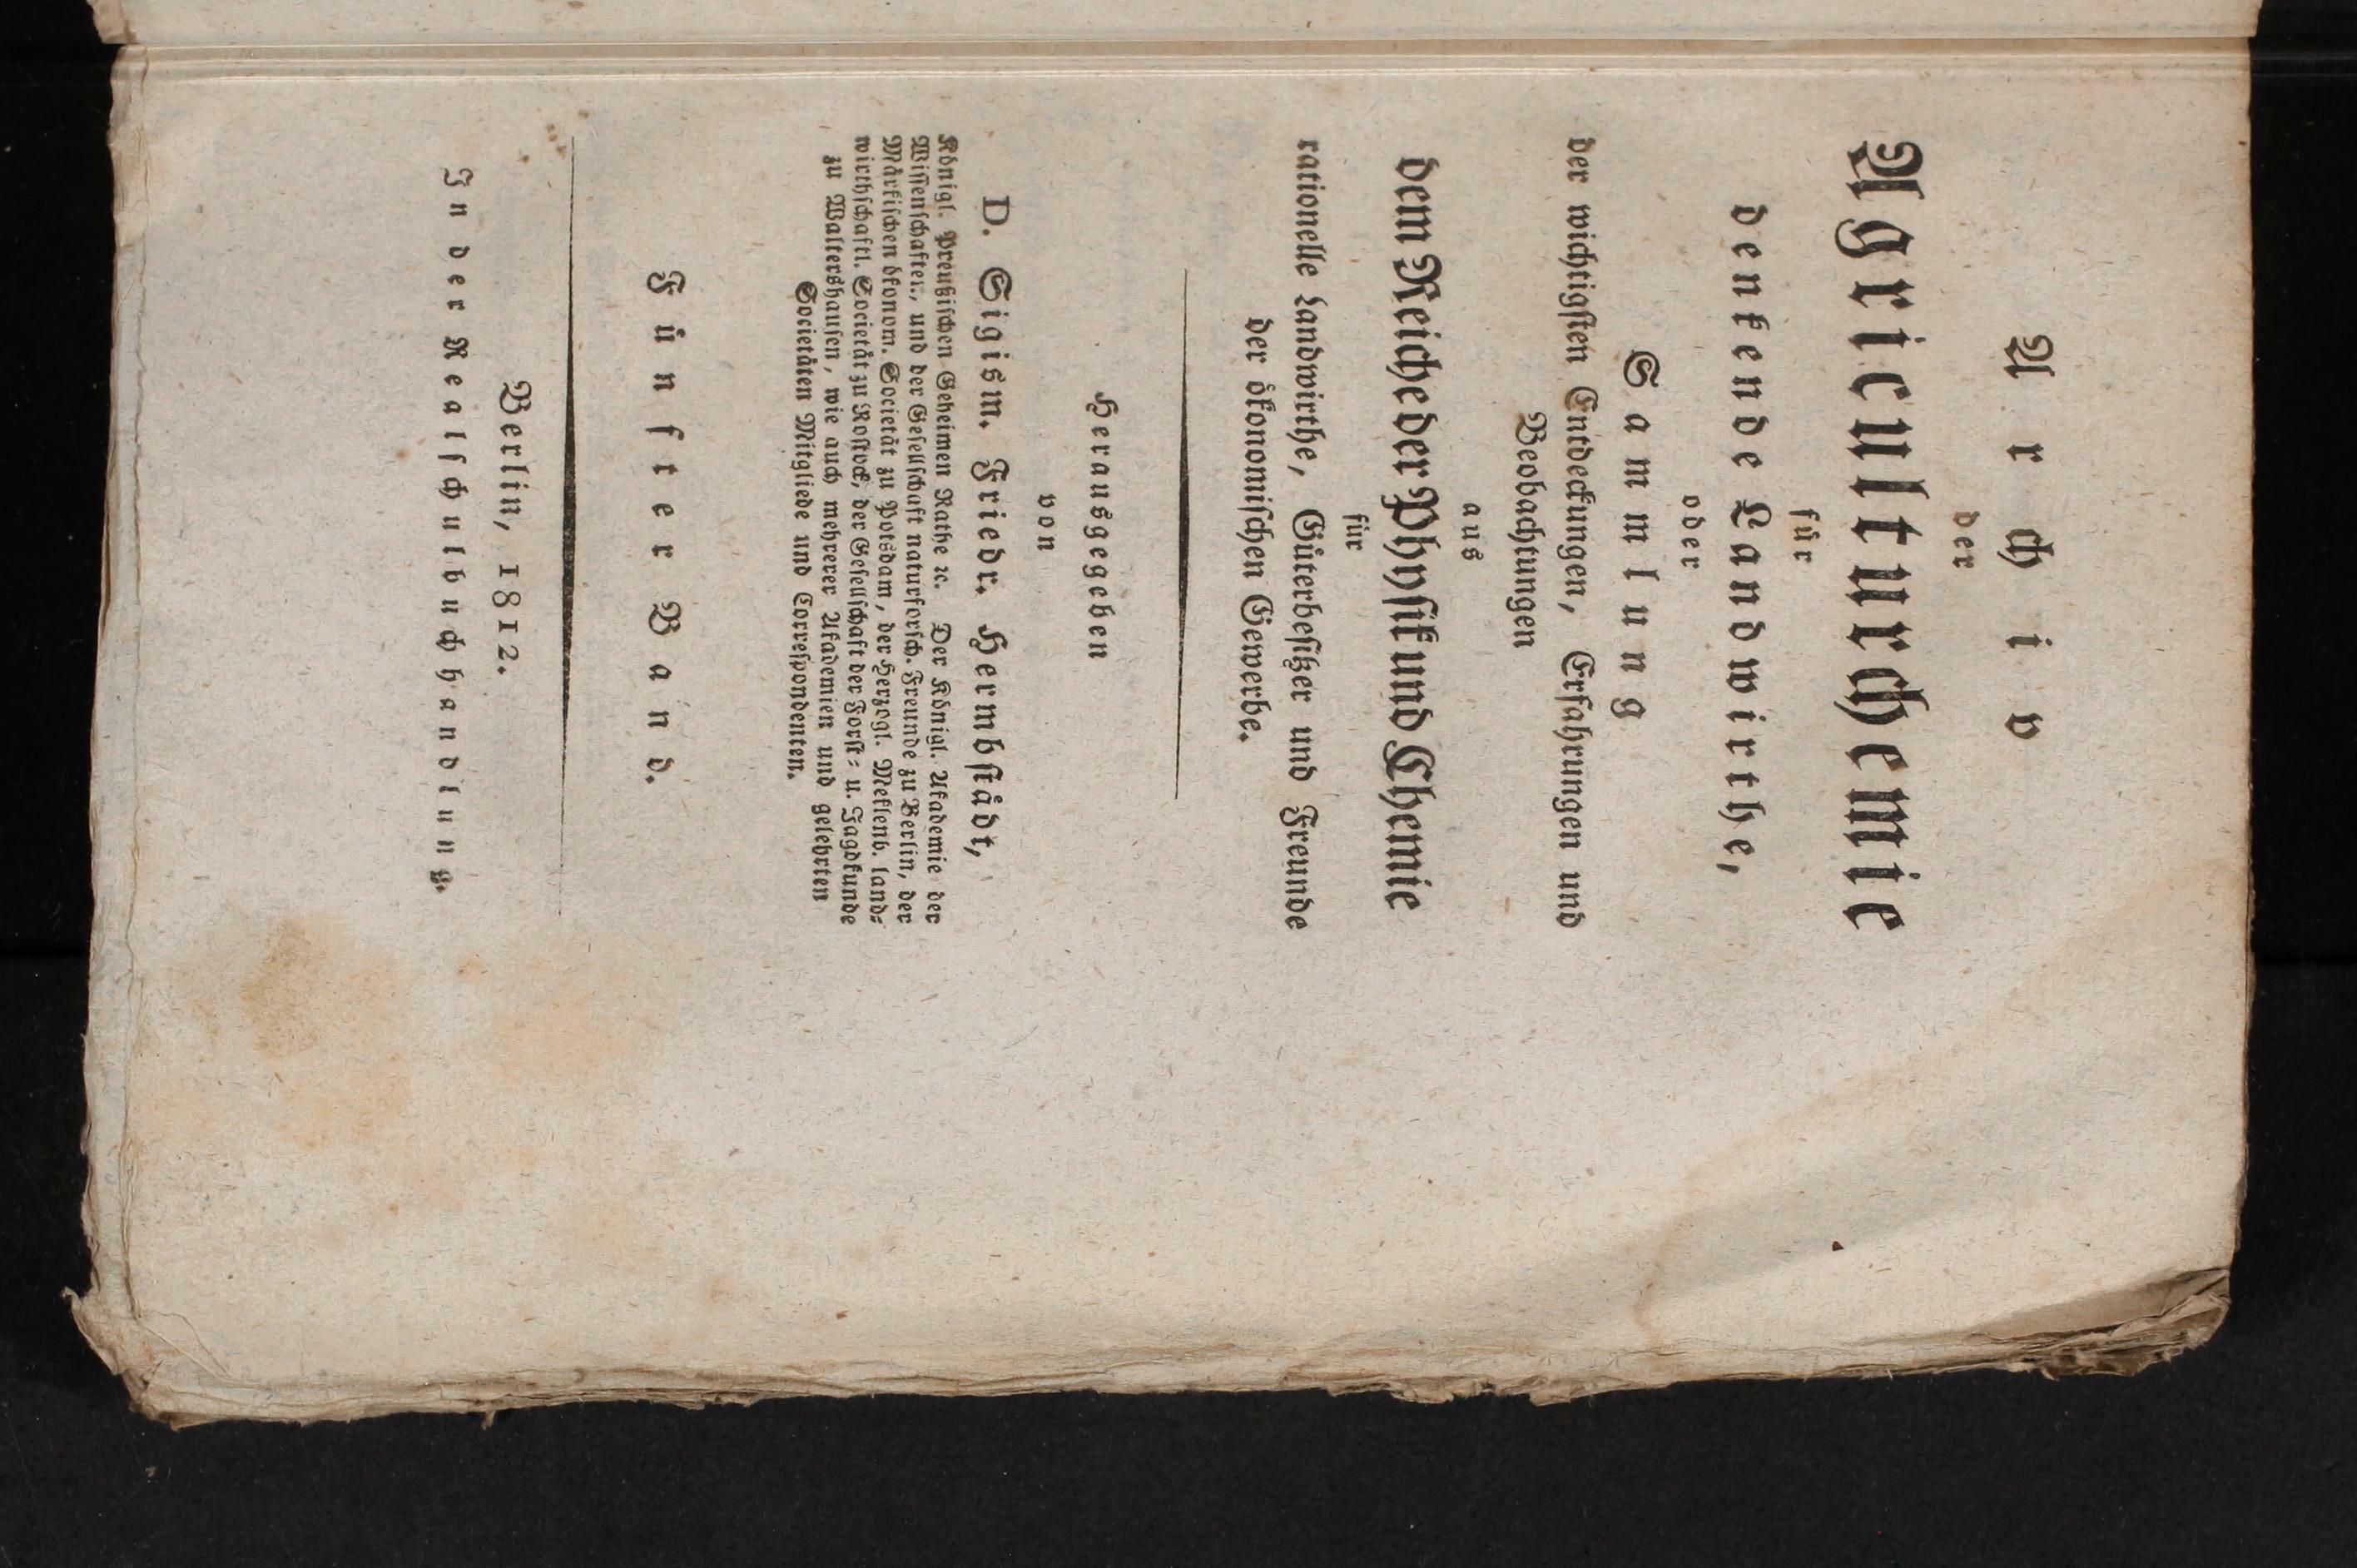 Archiv
der
Agriculturchemie
für
denkende Landwirthe,
oder
Sammlung
der wichtigsten Entdeckungen, Erfahrungen und
Beobachtungen
aus
dem Reiche der Physik und Chemie
für
rationelle Landwirthe, Güterbesitzer und Freunde
der ökonomischen Gewerbe.
Herausgegeben
von
D. Sigism. Friedr. Hermbstädt,
Königl. Preußischen Geheimen Rathe ꝛc. Der Königl. Akademie der
Wissenschaften, und der Gesellschaft naturforsch. Freunde zu Berlin, der
Märkischen ökonom. Societät zu Potsdam, der Herzogl. Meklenb. land-
wirthschaftl. Societät zu Rostock, der Gesellschaft der Forst- u. Jagdkunde
zu Waltershausen, wie auch mehrerer Akademien und gelehrten
Societäten Mitgliede und Correspondenten.
Fünfter Band.
Berlin, 1812.
In der Realschulbuchhandlung.